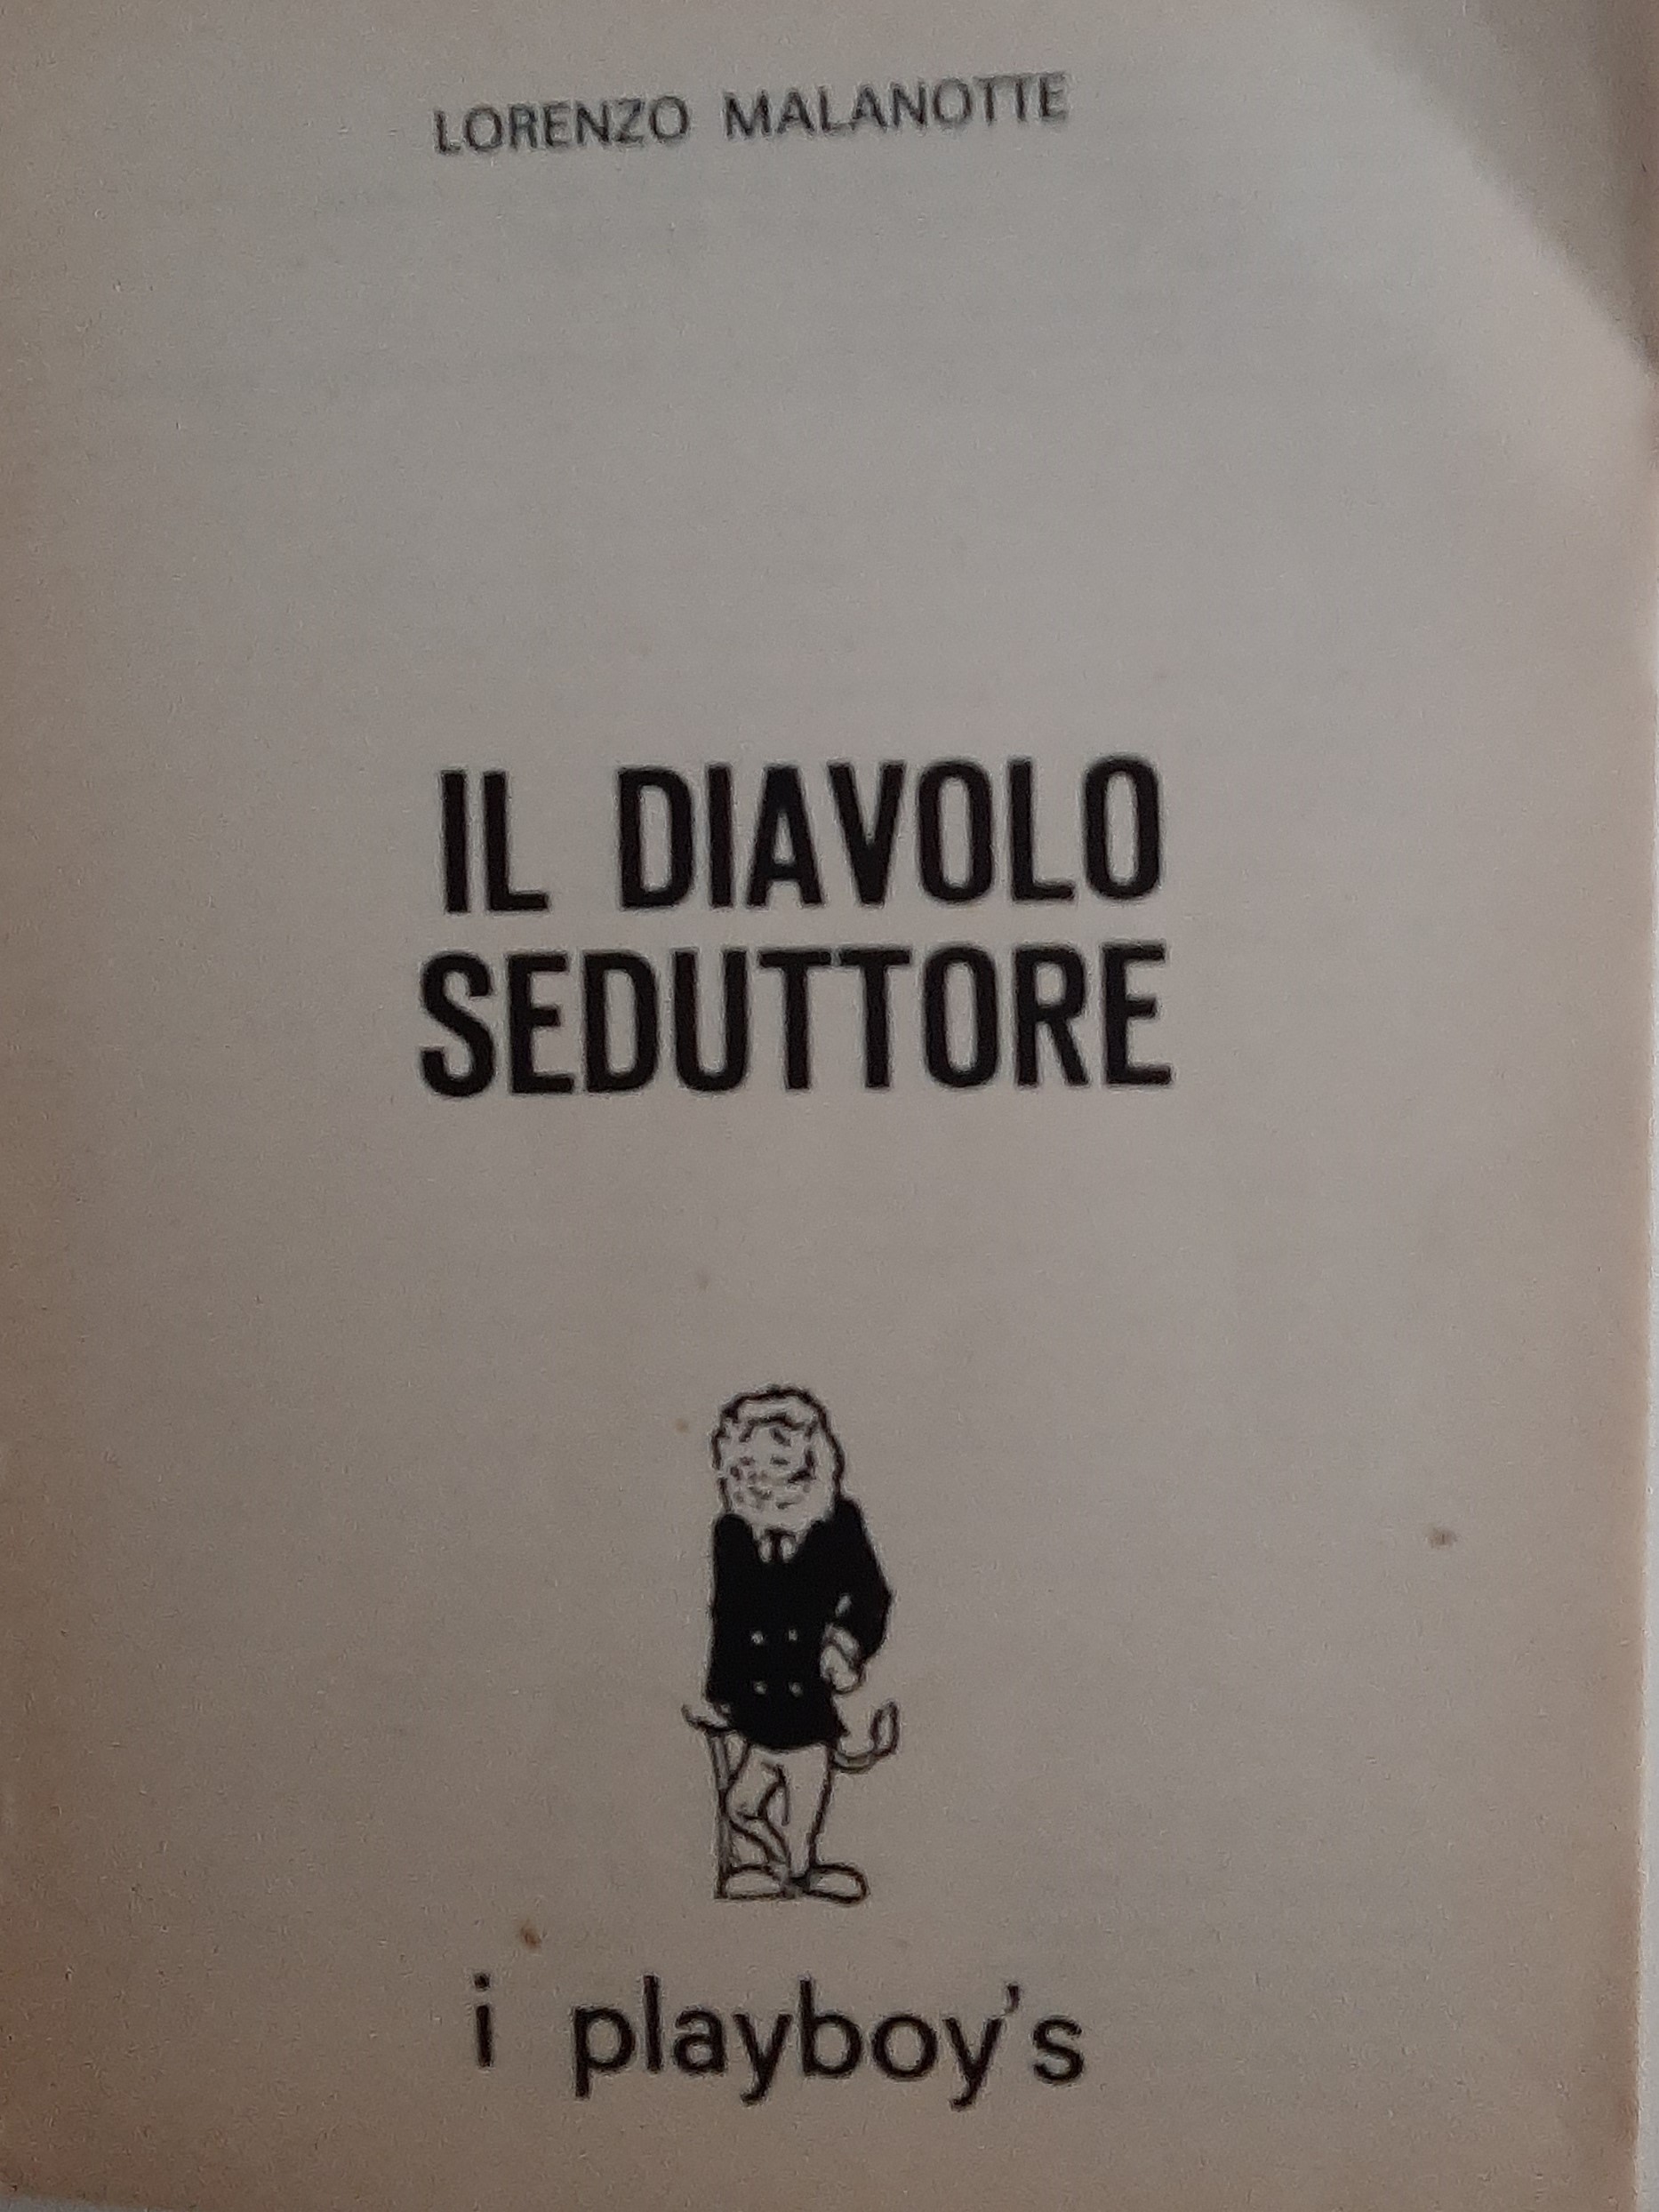 LORENZO MALANOTTE
IL DIAVOLO
SEDUTTORE
i playboy's